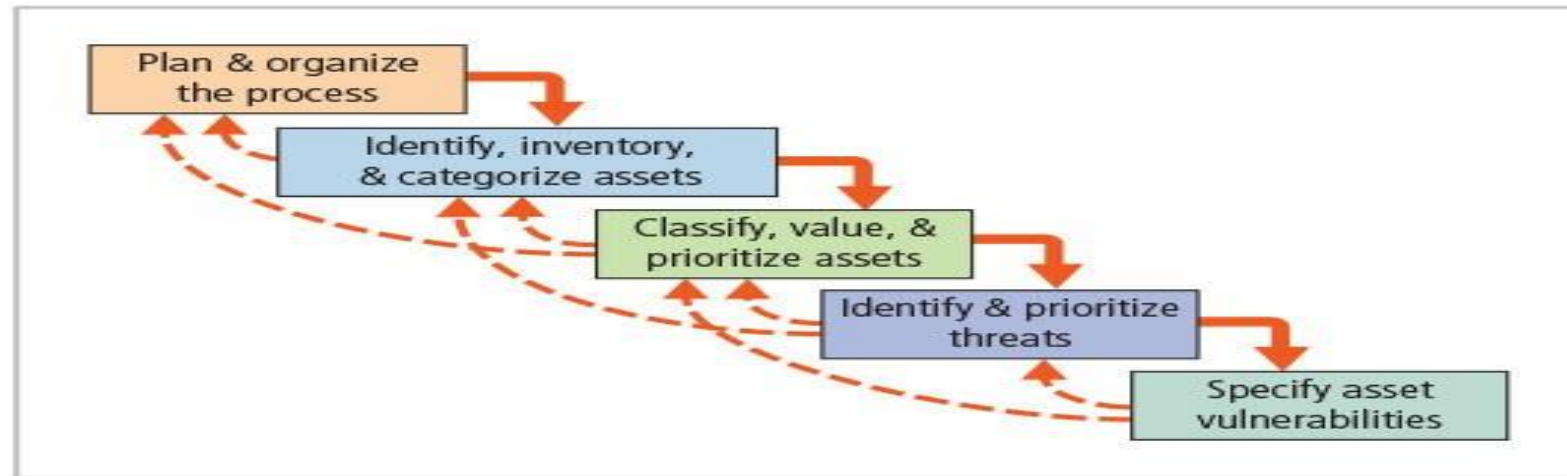 Plan & organize
the process
Identify, inventory,
& categorize assets
Classify, value, &
prioritize assets
Identify & prioritize
threats
Specify asset
vulnerabilities